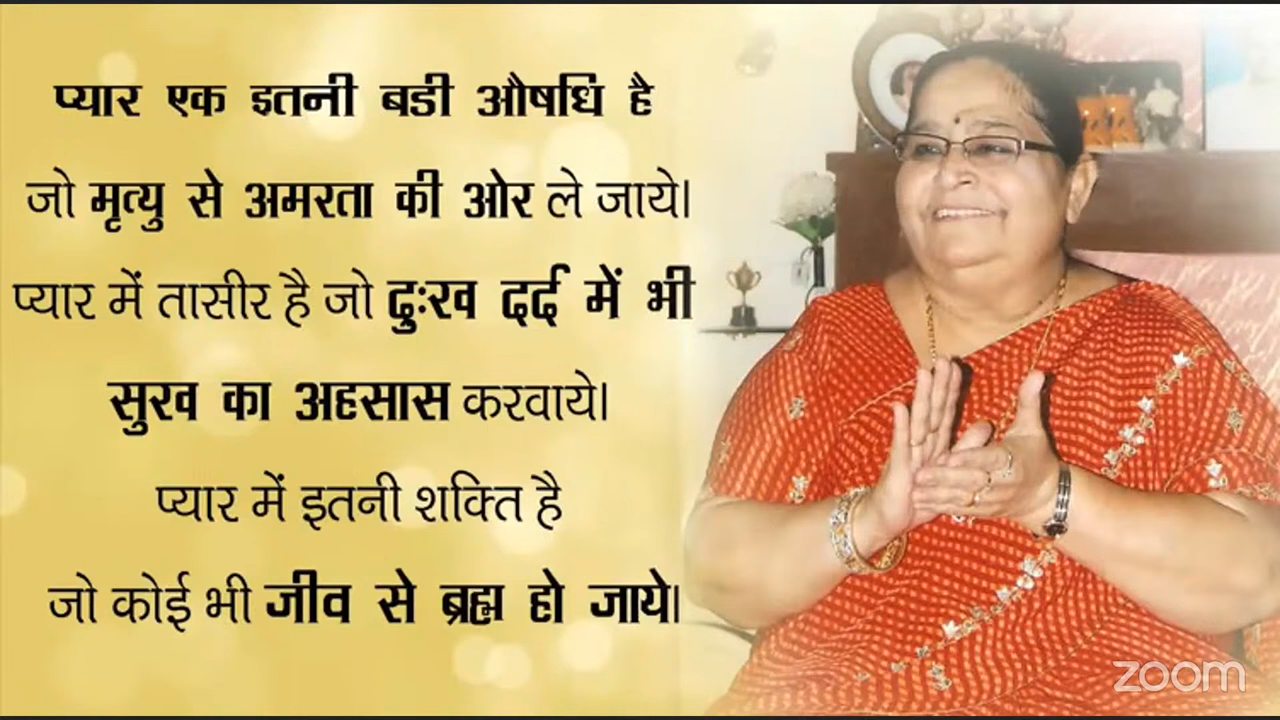 प्यार एक इतनी बडी औषधि है
जो मृत्यु से अमरता की ओर ले जाये।
प्यार में तासीर है जो दुःख दर्द में भी
सुख का अहसास करवाये।
प्यार में इतनी शक्ति है
जो कोई भी जीव से ब्रह्म हो जाये।
zoom